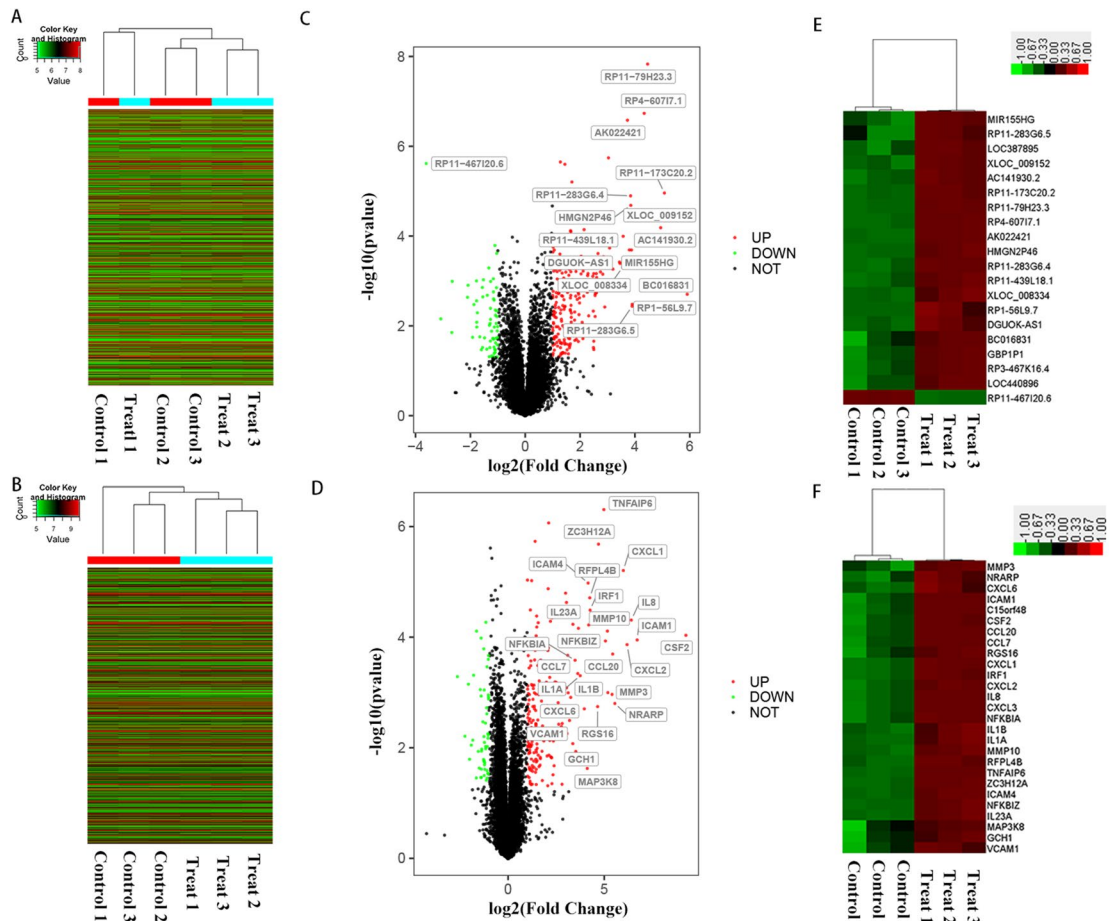 A
Color Key
and Histogram
Count
5 6 7 8
Value
Control 1
Treatl 1
Control 2
Control 3
Treat 2
Treat 3
C
-log10(pvalue)
8
6
4
2
0
RP11-79H23.3
RP4-607I7.1
AK022421
RP11-467I20.6
RP11-173C20.2
RP11-283G6.4
HMGN2P46
XLOC_009152
RP11-439L18.1
AC141930.2
DGUOK-AS1
MIR155HG
XLOC_008334
BC016831
RP1-56L9.7
RP11-283G6.5
-4 -2 0 2 4 6
log2(Fold Change)
UP
DOWN
NOT
E
-1.00
-0.67
-0.33
0.00
0.33
0.67
1.00
MIR155HG
RP11-283G6.5
LOC387895
XLOC_009152
AC141930.2
RP11-173C20.2
RP11-79H23.3
RP4-607I7.1
AK022421
HMGN2P46
RP11-283G6.4
RP11-439L18.1
XLOC_008334
RP1-56L9.7
DGUOK-AS1
BC016831
GBP1P1
RP3-467K16.4
LOC440896
RP11-467I20.6
Control 1
Control 2
Control 3
Treat 1
Treat 2
Treat 3
B
Color Key
and Histogram
Count
5 6 7 8 9
Value
Control 1
Control 3
Control 2
Treat 1
Treat 3
Treat 2
D
-log10(pvalue)
6
4
2
0
TNFAIP6
ZC3H12A
CXCL1
ICAM4
RFPL4B
IRF1
IL8
IL23A
MMP10
ICAM1
NFKBIA
NFKBIZ
CSF2
CCL7
CCL20
CXCL2
IL1A
IL1B
MMP3
CXCL6
NRARP
VCAM1
RGS16
GCH1
MAP3K8
0 5
log2(Fold Change)
UP
DOWN
NOT
F
-1.00
-0.67
-0.33
0.00
0.33
0.67
1.00
MMP3
NRARP
CXCL6
ICAM1
C15orf48
CSF2
CCL20
CCL7
RGS16
CXCL1
IRF1
CXCL2
IL8
CXCL3
NFKBIA
IL1B
IL1A
MMP10
RFPL4B
TNFAIP6
ZC3H12A
ICAM4
NFKBIZ
IL23A
MAP3K8
GCH1
VCAM1
Control
Control
Control
Treat 1
Treat 2
Treat 3